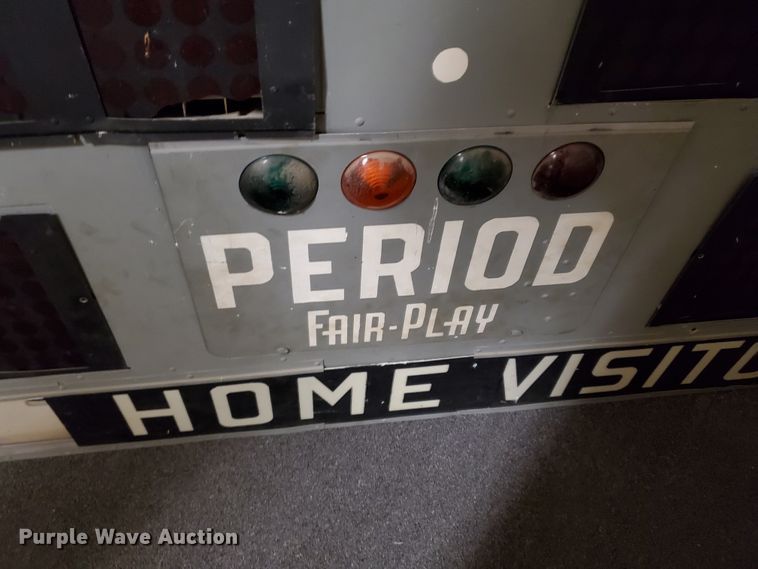 PERIOD
FAIR-PLAY
HOME VISITO
Purple Wave Auction